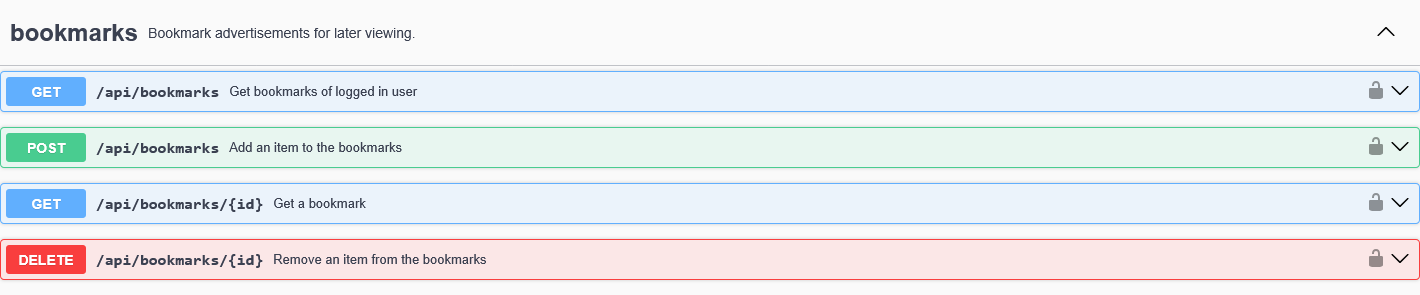 bookmarks Bookmark advertisements for later viewing.
GET /api/bookmarks Get bookmarks of logged in user
POST /api/bookmarks Add an item to the bookmarks
GET /api/bookmarks/{id} Get a bookmark
DELETE /api/bookmarks/{id} Remove an item from the bookmarks